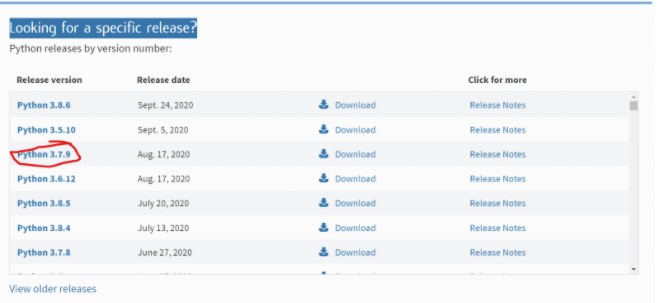 Looking for a specific release?
Python releases by version number:
Release version Release date Click for more
Python 3.8.6 Sept. 24, 2020 Download Release Notes
Python 3.5.10 Sept. 5, 2020 Download Release Notes
Python 3.7.9 Aug. 17, 2020 Download Release Notes
Python 3.6.12 Aug. 17, 2020 Download Release Notes
Python 3.8.5 July 20, 2020 Download Release Notes
Python 3.8.4 July 13, 2020 Download Release Notes
Python 3.7.8 June 27, 2020 Download Release Notes
View older releases